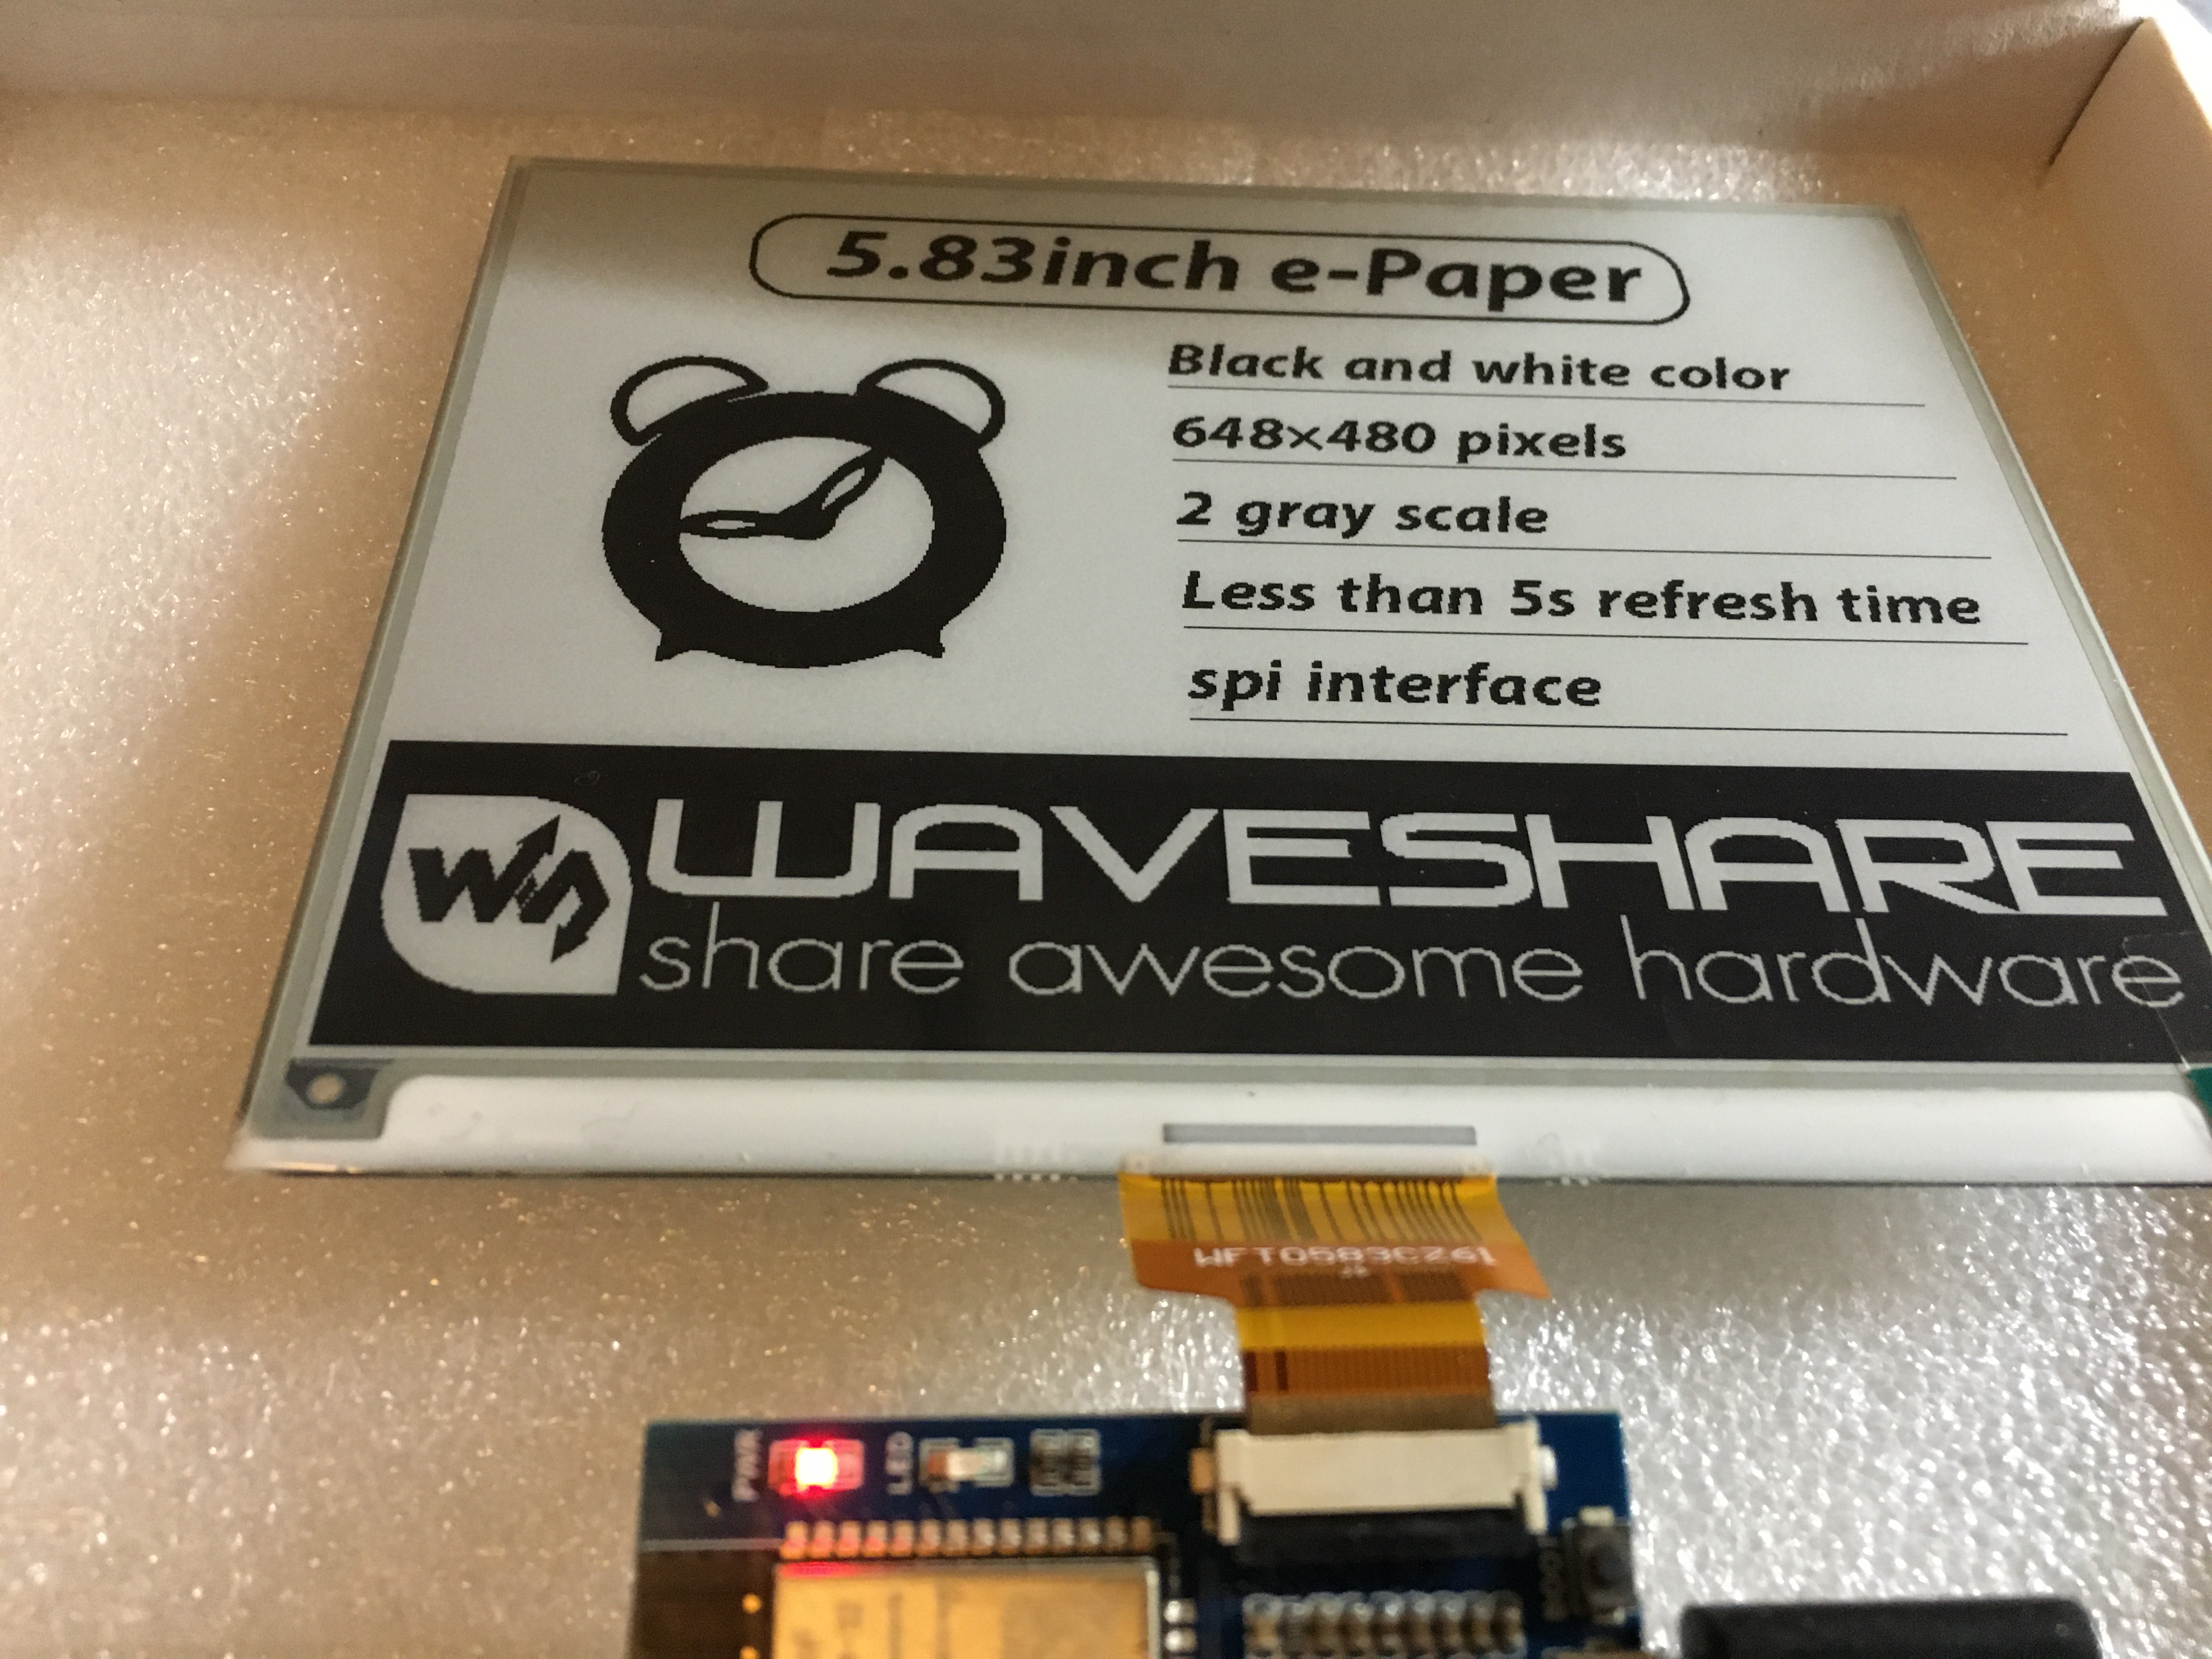 5.83inch e-Paper
Black and white color
648×480 pixels
2 gray scale
Less than 5s refresh time
spi interface
WAVESHARE
share awesome hardware
WFT0583CZ61
PWR
LED
BOOT